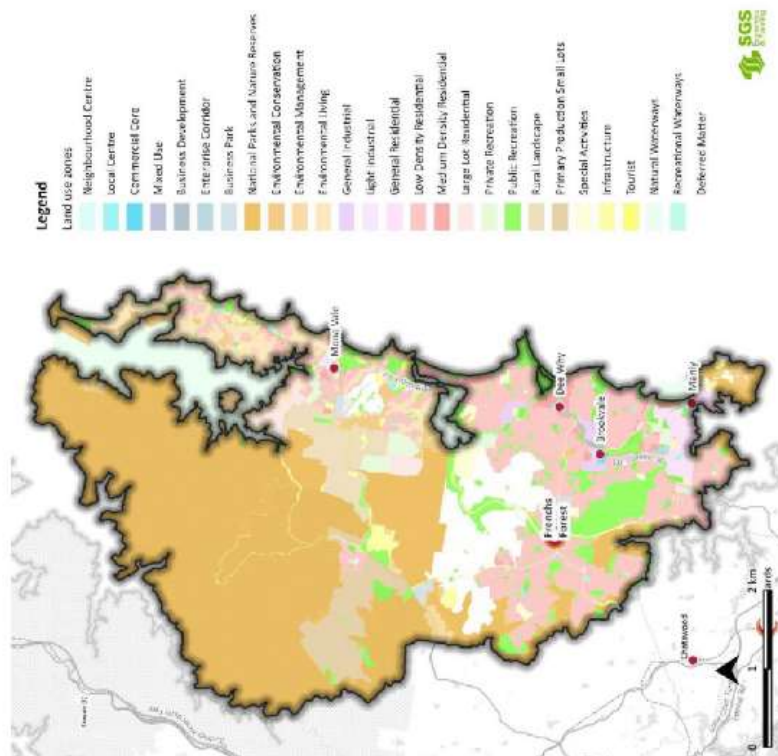 Legend
Land use zones
Neighbourhood Centre
Local Centre
Commercial Core
Mixed Use
Business Development
Enterprise Corridor
Business Park
National Parks and Nature Reserves
Environmental Conservation
Environmental Management
Environmental Living
General Industrial
Light Industrial
General Residential
Low Density Residential
Medium Density Residential
Large Lot Residential
Private Recreation
Public Recreation
Rural Landscape
Primary Production Small Lots
Special Activities
Infrastructure
Tourist
Natural Waterways
Recreational Waterways
Deferred Matter
Mona Vale
Dee Why
Brookvale
Frenchs
Forest
Manly
Chatswood
0 1 2 km
SGS
Economics
& Planning